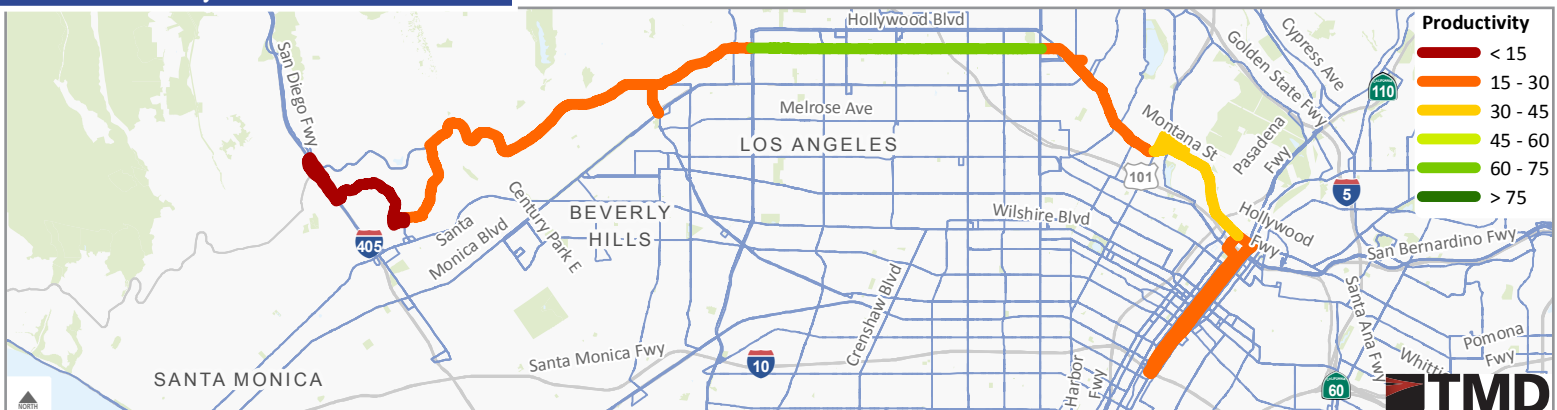 Hollywood Blvd
Productivity
< 15
15 - 30
30 - 45
45 - 60
60 - 75
> 75
San Diego Fwy
Cypress Ave
Golden State Fwy
CALIFORNIA
110
Melrose Ave
Montana St
Pasadena
Fwy
LOS ANGELES
101
5
Century Park E
BEVERLY
HILLS
Wilshire Blvd
Hollywood
Fwy
Santa
Monica Blvd
405
San Bernardino Fwy
Crenshaw Blvd
Santa Ana Fwy
Pomona
Fwy
Santa Monica Fwy
10
Harbor
Fwy
SANTA MONICA
CALIFORNIA
60
NORTH
TMD